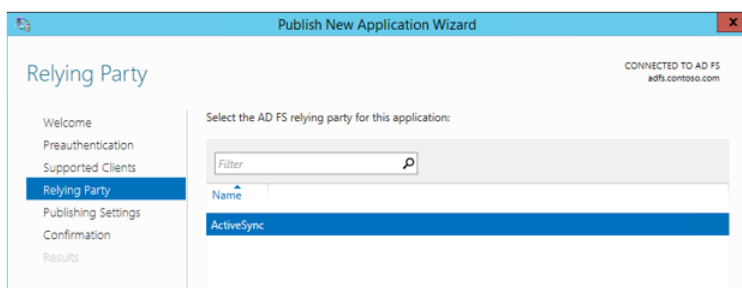 Publish New Application Wizard
x
Relying Party
CONNECTED TO AD FS
adfs.contoso.com
Welcome
Preauthentication
Supported Clients
Relying Party
Publishing Settings
Confirmation
Results
Select the AD FS relying party for this application:
Filter
Name
ActiveSync